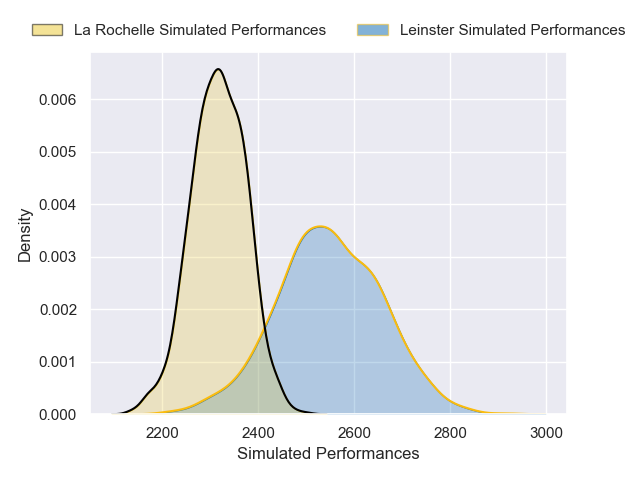 La Rochelle Simulated Performances Leinster Simulated Performances
0.006
0.005
0.004
0.003
0.002
0.001
0.000
Density
2200 2400 2600 2800 3000
Simulated Performances